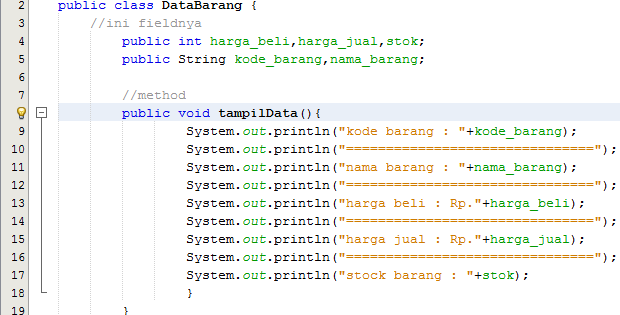 2 public class DataBarang {
3 //ini fieldnya
4 public int harga_beli,harga_jual,stok;
5 public String kode_barang,nama_barang;
6
7 //method
public void tampilData(){
9 System.out.println("kode barang : "+kode_barang);
10 System.out.println("===============================");
11 System.out.println("nama barang : "+nama_barang);
12 System.out.println("===============================");
13 System.out.println("harga beli : Rp."+harga_beli);
14 System.out.println("===============================");
15 System.out.println("harga jual : Rp."+harga_jual);
16 System.out.println("===============================");
17 System.out.println("stock barang : "+stok);
18 }
19 }